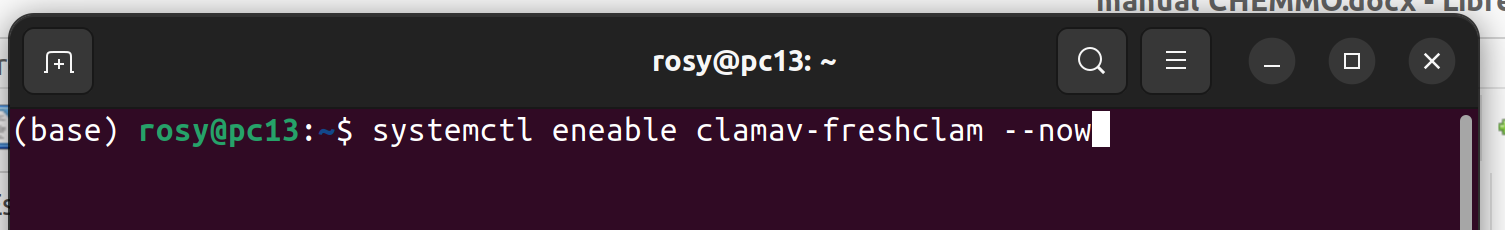 manual CHEMMO.docx - Libre
rosy@pc13: ~
(base) rosy@pc13:~$ systemctl eneable clamav-freshclam --now